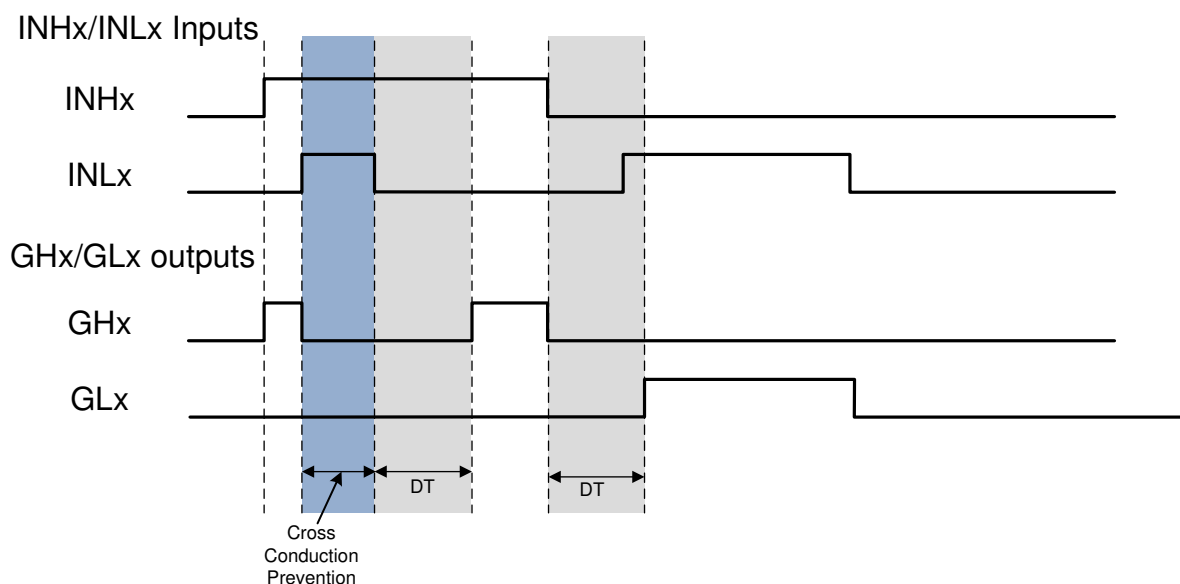 INHx/INLx Inputs
INHx
INLx
GHx/GLx outputs
GHx
GLx
DT
DT
Cross
Conduction
Prevention